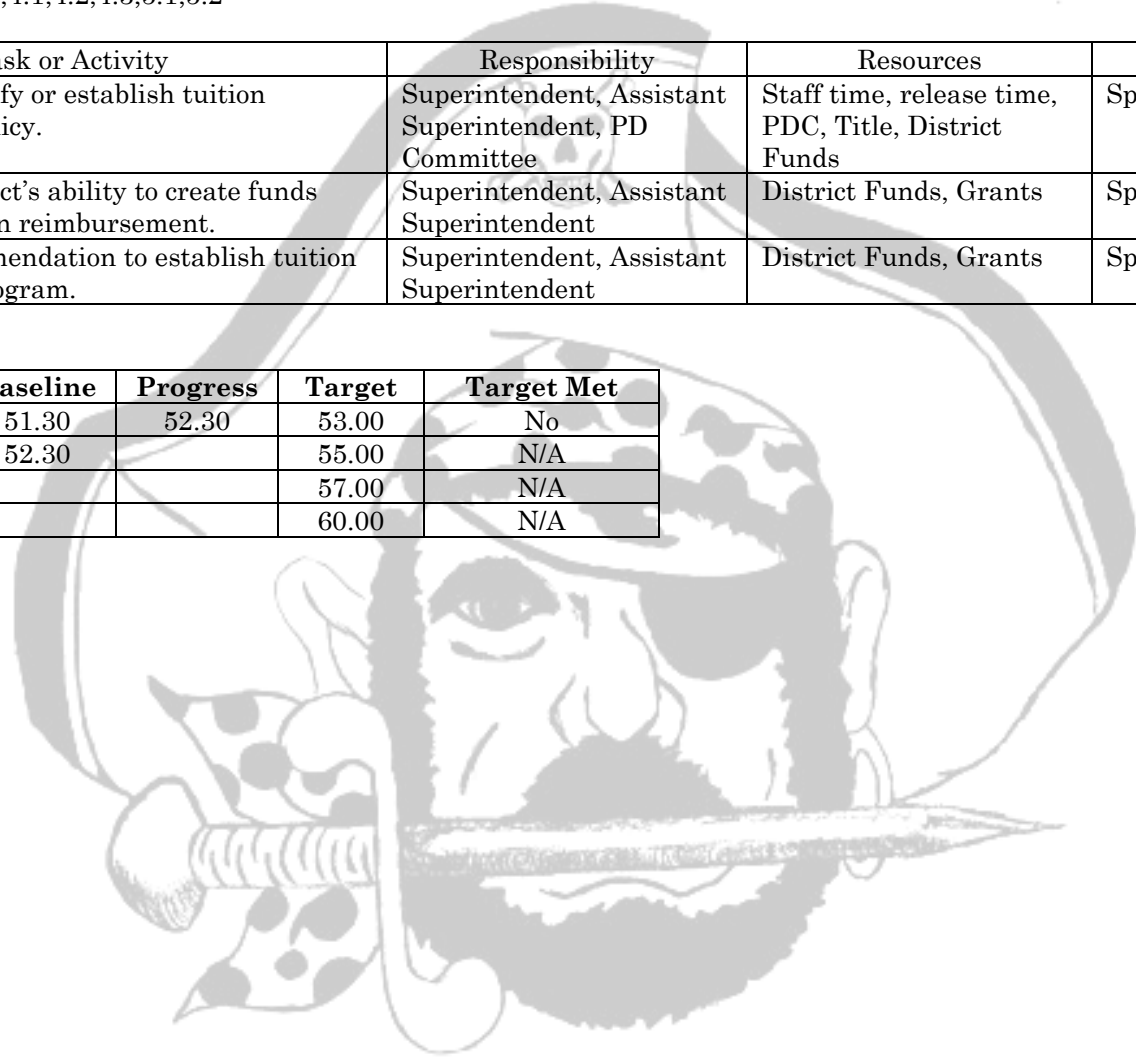 4.1, 4.2, 4.3, 5.1, 5.2
ask or Activity Responsibility Resources
fy or establish tuition Superintendent, Assistant Staff time, release time, Sp
icy. Superintendent, PD PDC, Title, District
Committee Funds
ct's ability to create funds Superintendent, Assistant District Funds, Grants Sp
n reimbursement. Superintendent
mendation to establish tuition Superintendent, Assistant District Funds, Grants Sp
ogram. Superintendent
aseline Progress Target Target Met
51.30 52.30 53.00 No
52.30 55.00 N/A
57.00 N/A
60.00 N/A